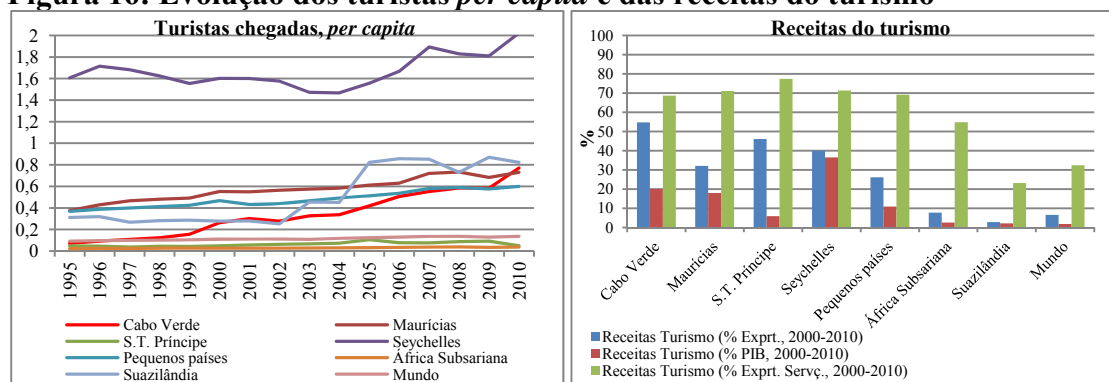 Figura 10: Evolução dos turistas per capita e das receitas do turismo
Turistas chegadas, per capita
2
1,8
1,6
1,4
1,2
1
0,8
0,6
0,4
0,2
0
1995 1996 1997 1998 1999 2000 2001 2002 2003 2004 2005 2006 2007 2008 2009 2010
Cabo Verde Maurícias
S.T. Príncipe Seychelles
Pequenos países África Subsariana
Suazilândia Mundo
Receitas do turismo
100
90
80
70
60
50
40
30
20
10
0
%
Cabo Verde
Maurícias
S.T. Príncipe
Seychelles
Pequenos países
África Subsariana
Suazilândia
Mundo
Receitas Turismo (% Exprt., 2000-2010)
Receitas Turismo (% PIB, 2000-2010)
Receitas Turismo (% Exprt. Servç., 2000-2010)